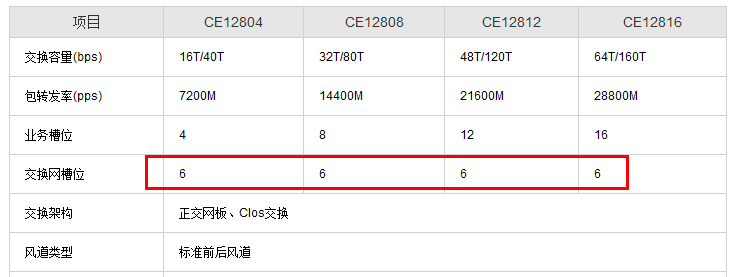 项目 CE12804 CE12808 CE12812 CE12816
交换容量(bps) 16T/40T 32T/80T 48T/120T 64T/160T
包转发率(pps) 7200M 14400M 21600M 28800M
业务槽位 4 8 12 16
交换网槽位 6 6 6 6
交换架构 正交网板、Clos交换
风道类型 标准前后风道